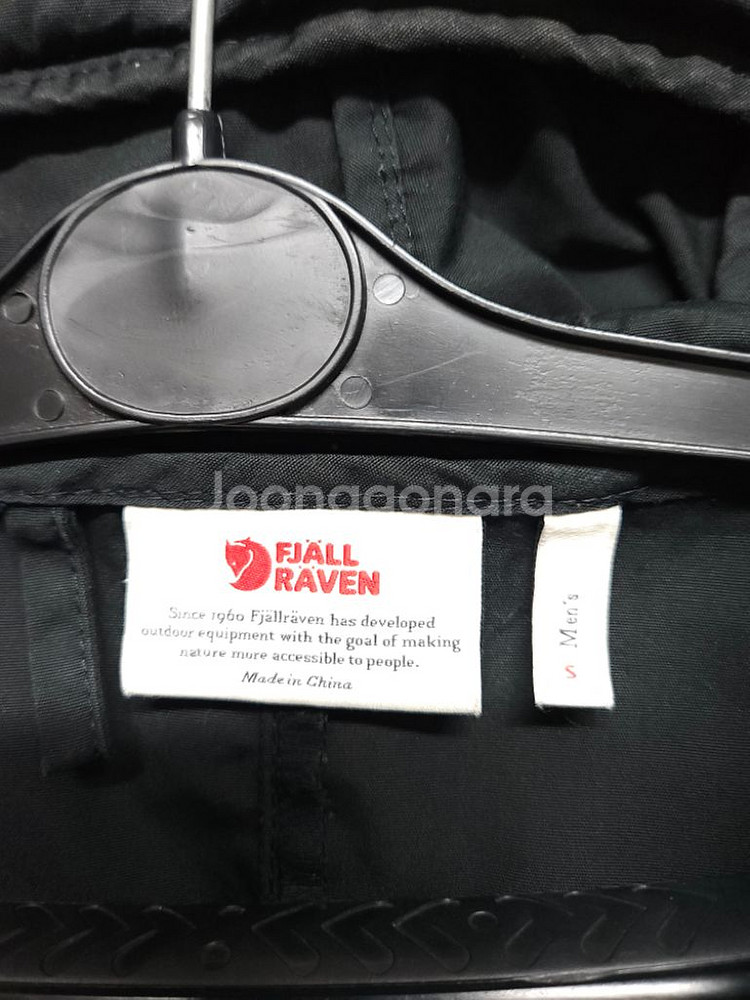 Joonggonara
FJÄLL
RÄVEN
Since 1960 Fjällräven has developed
outdoor equipment with the goal of making
nature more accessible to people.
Made in China
S Men's